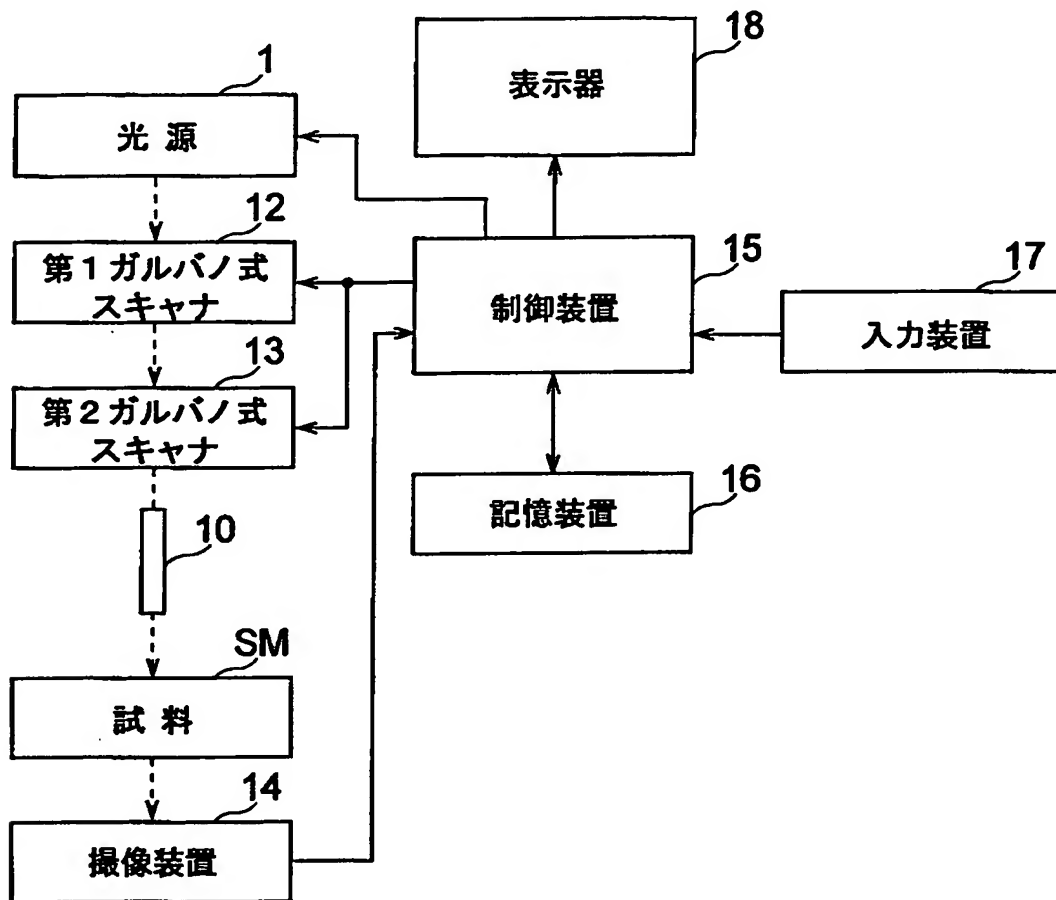 18
表示器
1
光 源
12
第1ガルバノ式
スキャナ
15
制御装置
17
入力装置
13
第2ガルバノ式
スキャナ
16
記憶装置
10
SM
試 料
14
撮像装置